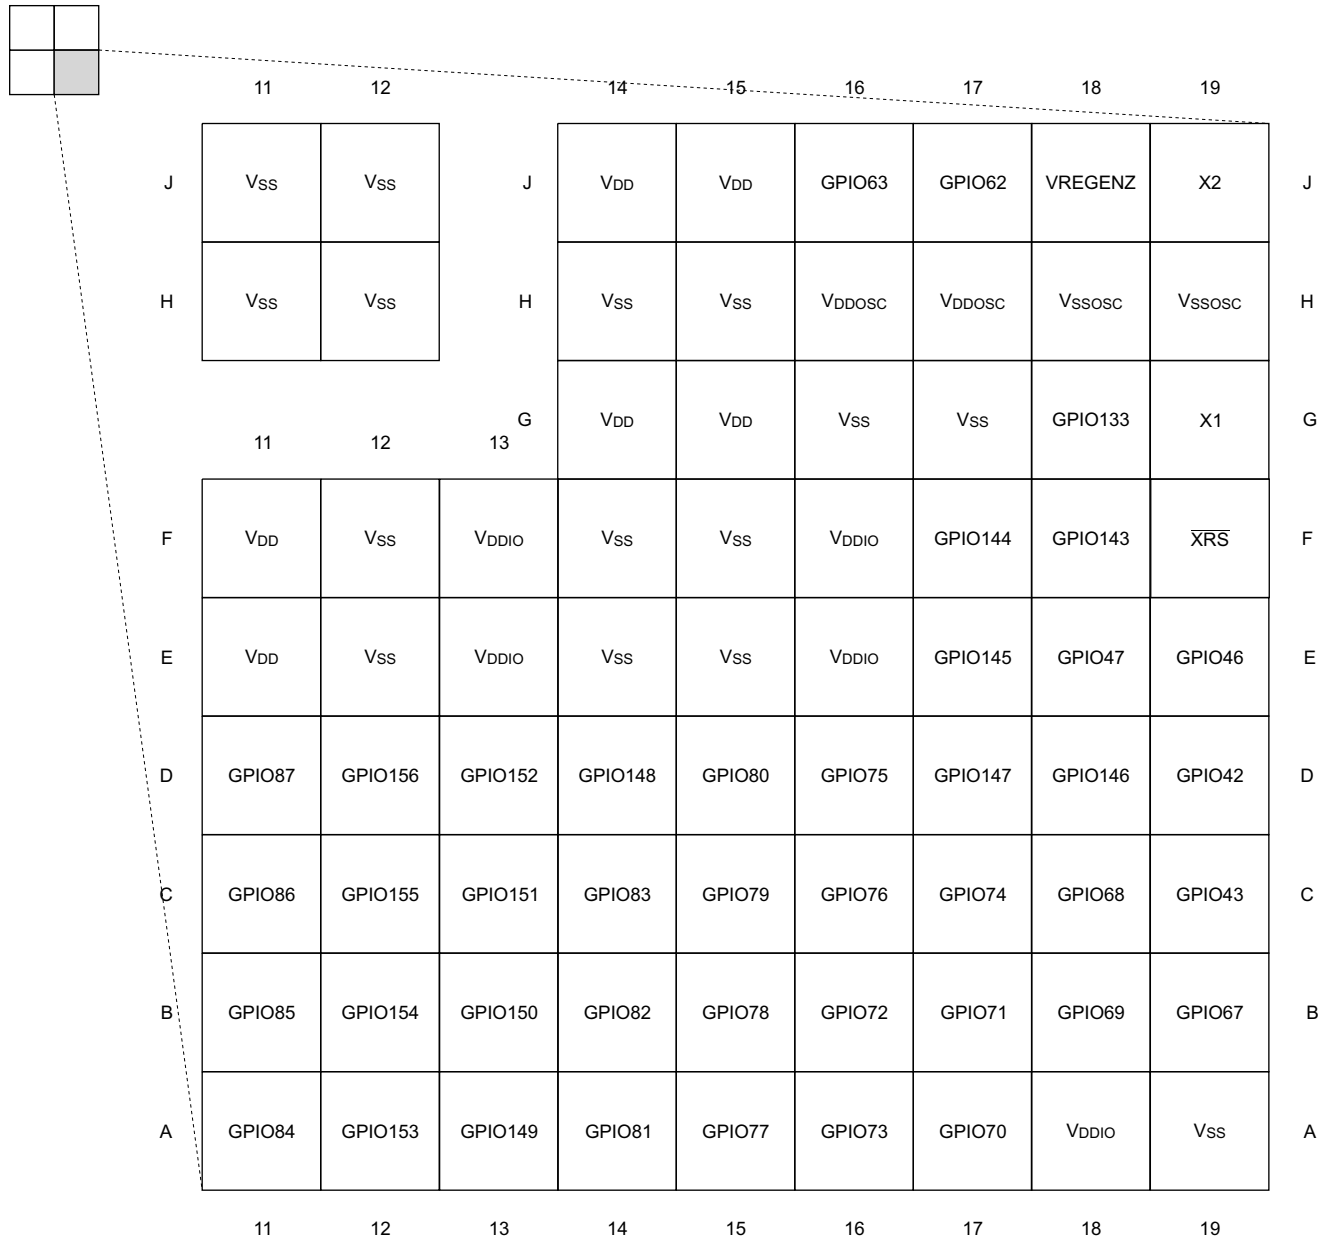 11 12 14 15 16 17 18 19
J VSS VSS J VDD VDD GPIO63 GPIO62 VREGENZ X2 J
H VSS VSS H VSS VSS VDDOSC VDDOSC VSSOSC VSSOSC H
G VDD VDD VSS VSS GPIO133 X1 G
11 12 13
F VDD VSS VDDIO VSS VSS VDDIO GPIO144 GPIO143 XRS F
E VDD VSS VDDIO VSS VSS VDDIO GPIO145 GPIO47 GPIO46 E
D GPIO87 GPIO156 GPIO152 GPIO148 GPIO80 GPIO75 GPIO147 GPIO146 GPIO42 D
C GPIO86 GPIO155 GPIO151 GPIO83 GPIO79 GPIO76 GPIO74 GPIO68 GPIO43 C
B GPIO85 GPIO154 GPIO150 GPIO82 GPIO78 GPIO72 GPIO71 GPIO69 GPIO67 B
A GPIO84 GPIO153 GPIO149 GPIO81 GPIO77 GPIO73 GPIO70 VDDIO VSS A
11 12 13 14 15 16 17 18 19